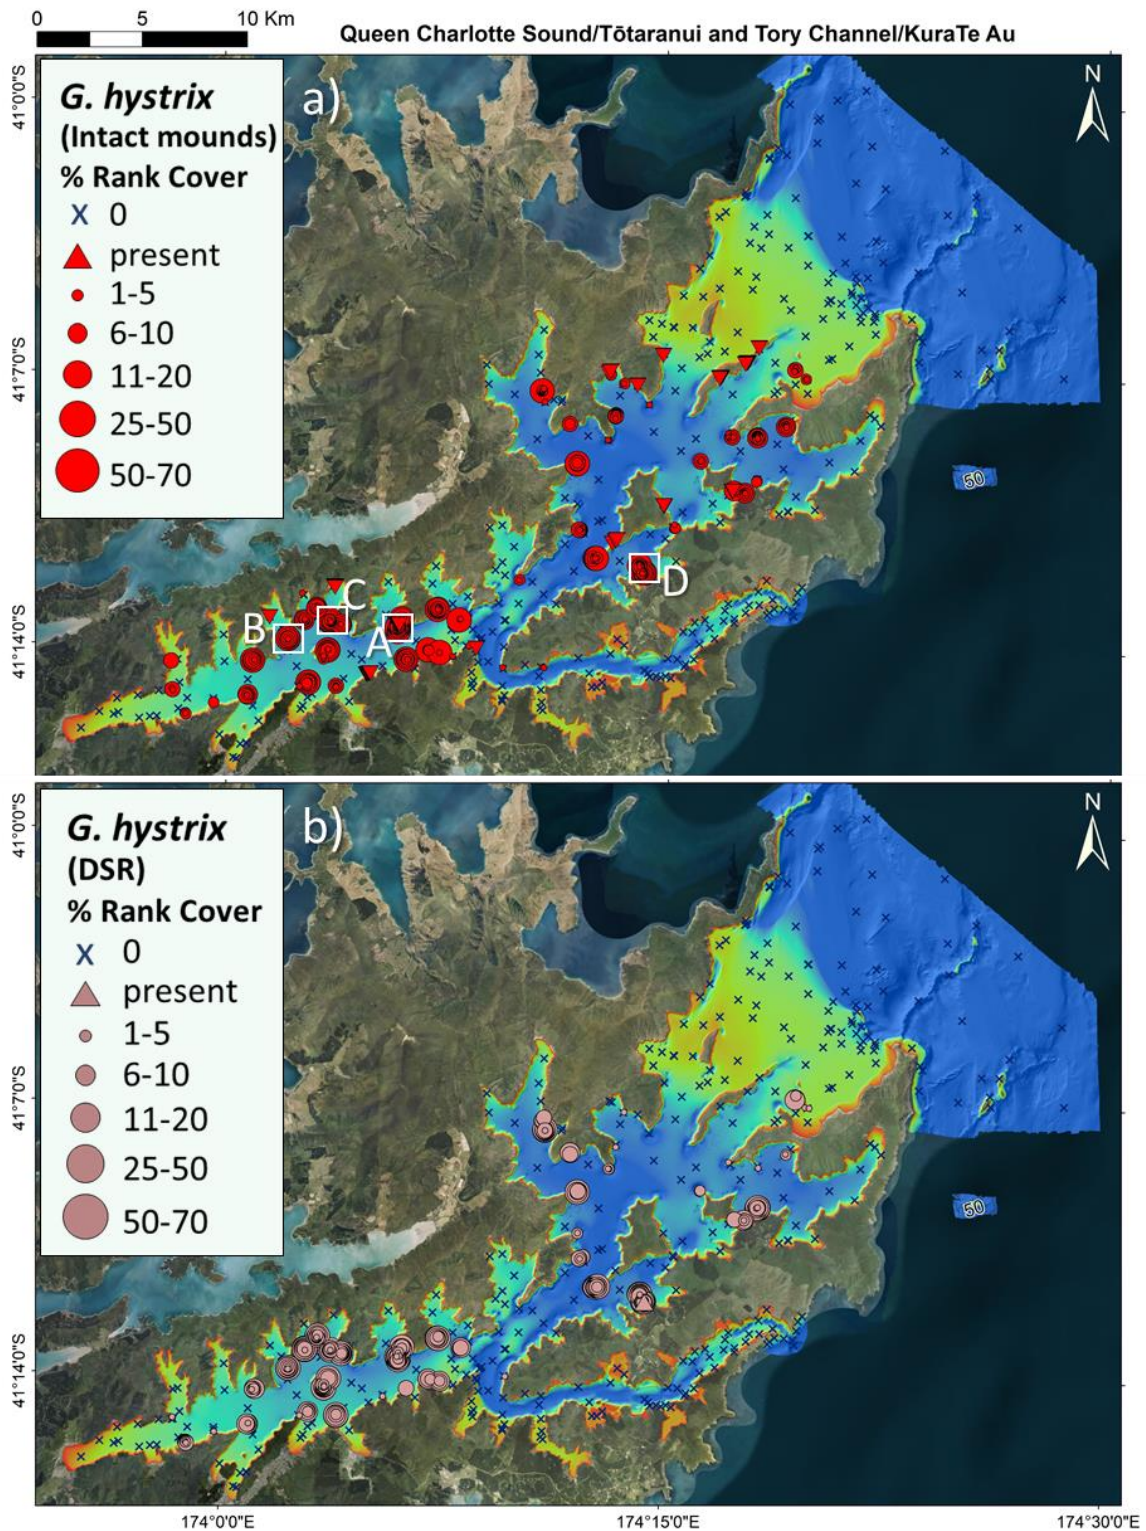 0 5 10 Km
Queen Charlotte Sound/Tōtaranui and Tory Channel/KuraTe Au
G. hystrix
(Intact mounds)
% Rank Cover
x 0
present
1-5
6-10
11-20
25-50
50-70
a)
N
41°0'0"S
41°7'0"S
41°14'0"S
50
A
B
C
D
G. hystrix
(DSR)
% Rank Cover
x 0
present
1-5
6-10
11-20
25-50
50-70
b)
N
41°0'0"S
41°7'0"S
41°14'0"S
50
174°0'0"E 174°15'0"E 174°30'0"E